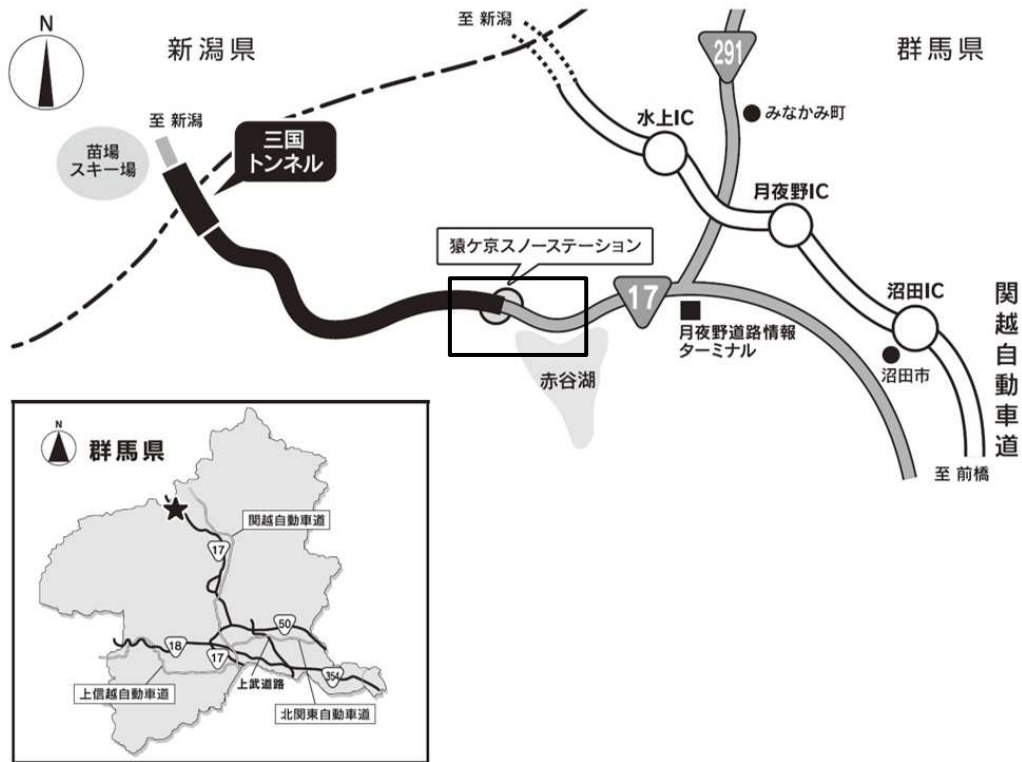 N
新潟県
至 新潟
群馬県
291
みなかみ町
至 新潟
水上IC
三国
トンネル
苗場
スキー場
月夜野IC
猿ケ京スノーステーション
17
沼田IC
関越自動車道
月夜野道路情報
ターミナル
沼田市
赤谷湖
至 前橋
N
群馬県
関越自動車道
17
50
18
17
上武道路
354
上信越自動車道
北関東自動車道